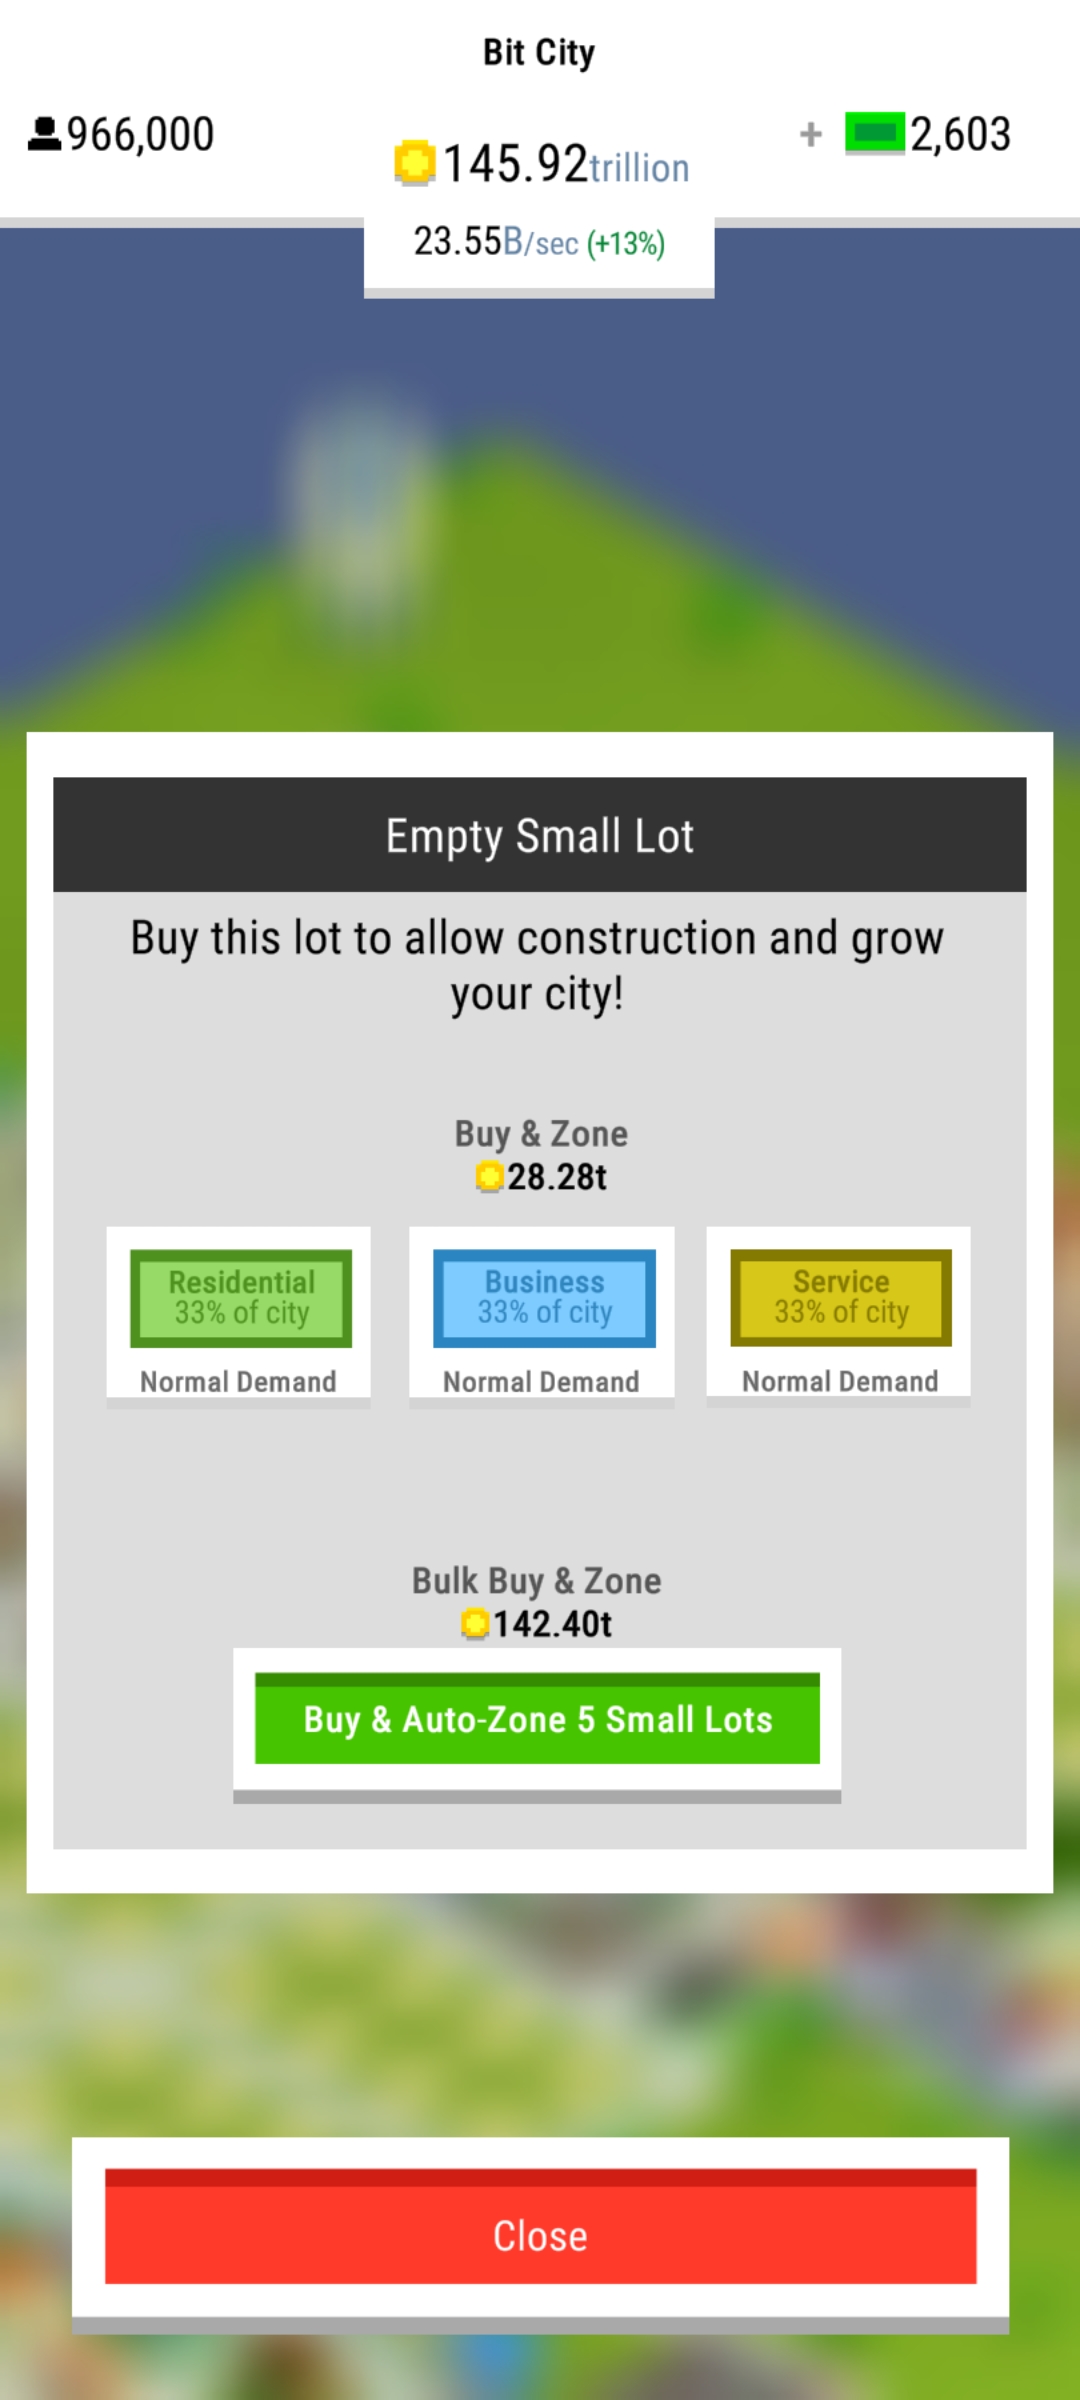 Bit City
966,000
145.92trillion
+ 2,603
23.55B/sec (+13%)
Empty Small Lot
Buy this lot to allow construction and grow
your city!
Buy & Zone
28.28t
Residential
33% of city
Normal Demand
Business
33% of city
Normal Demand
Service
33% of city
Normal Demand
Bulk Buy & Zone
142.40t
Buy & Auto-Zone 5 Small Lots
Close